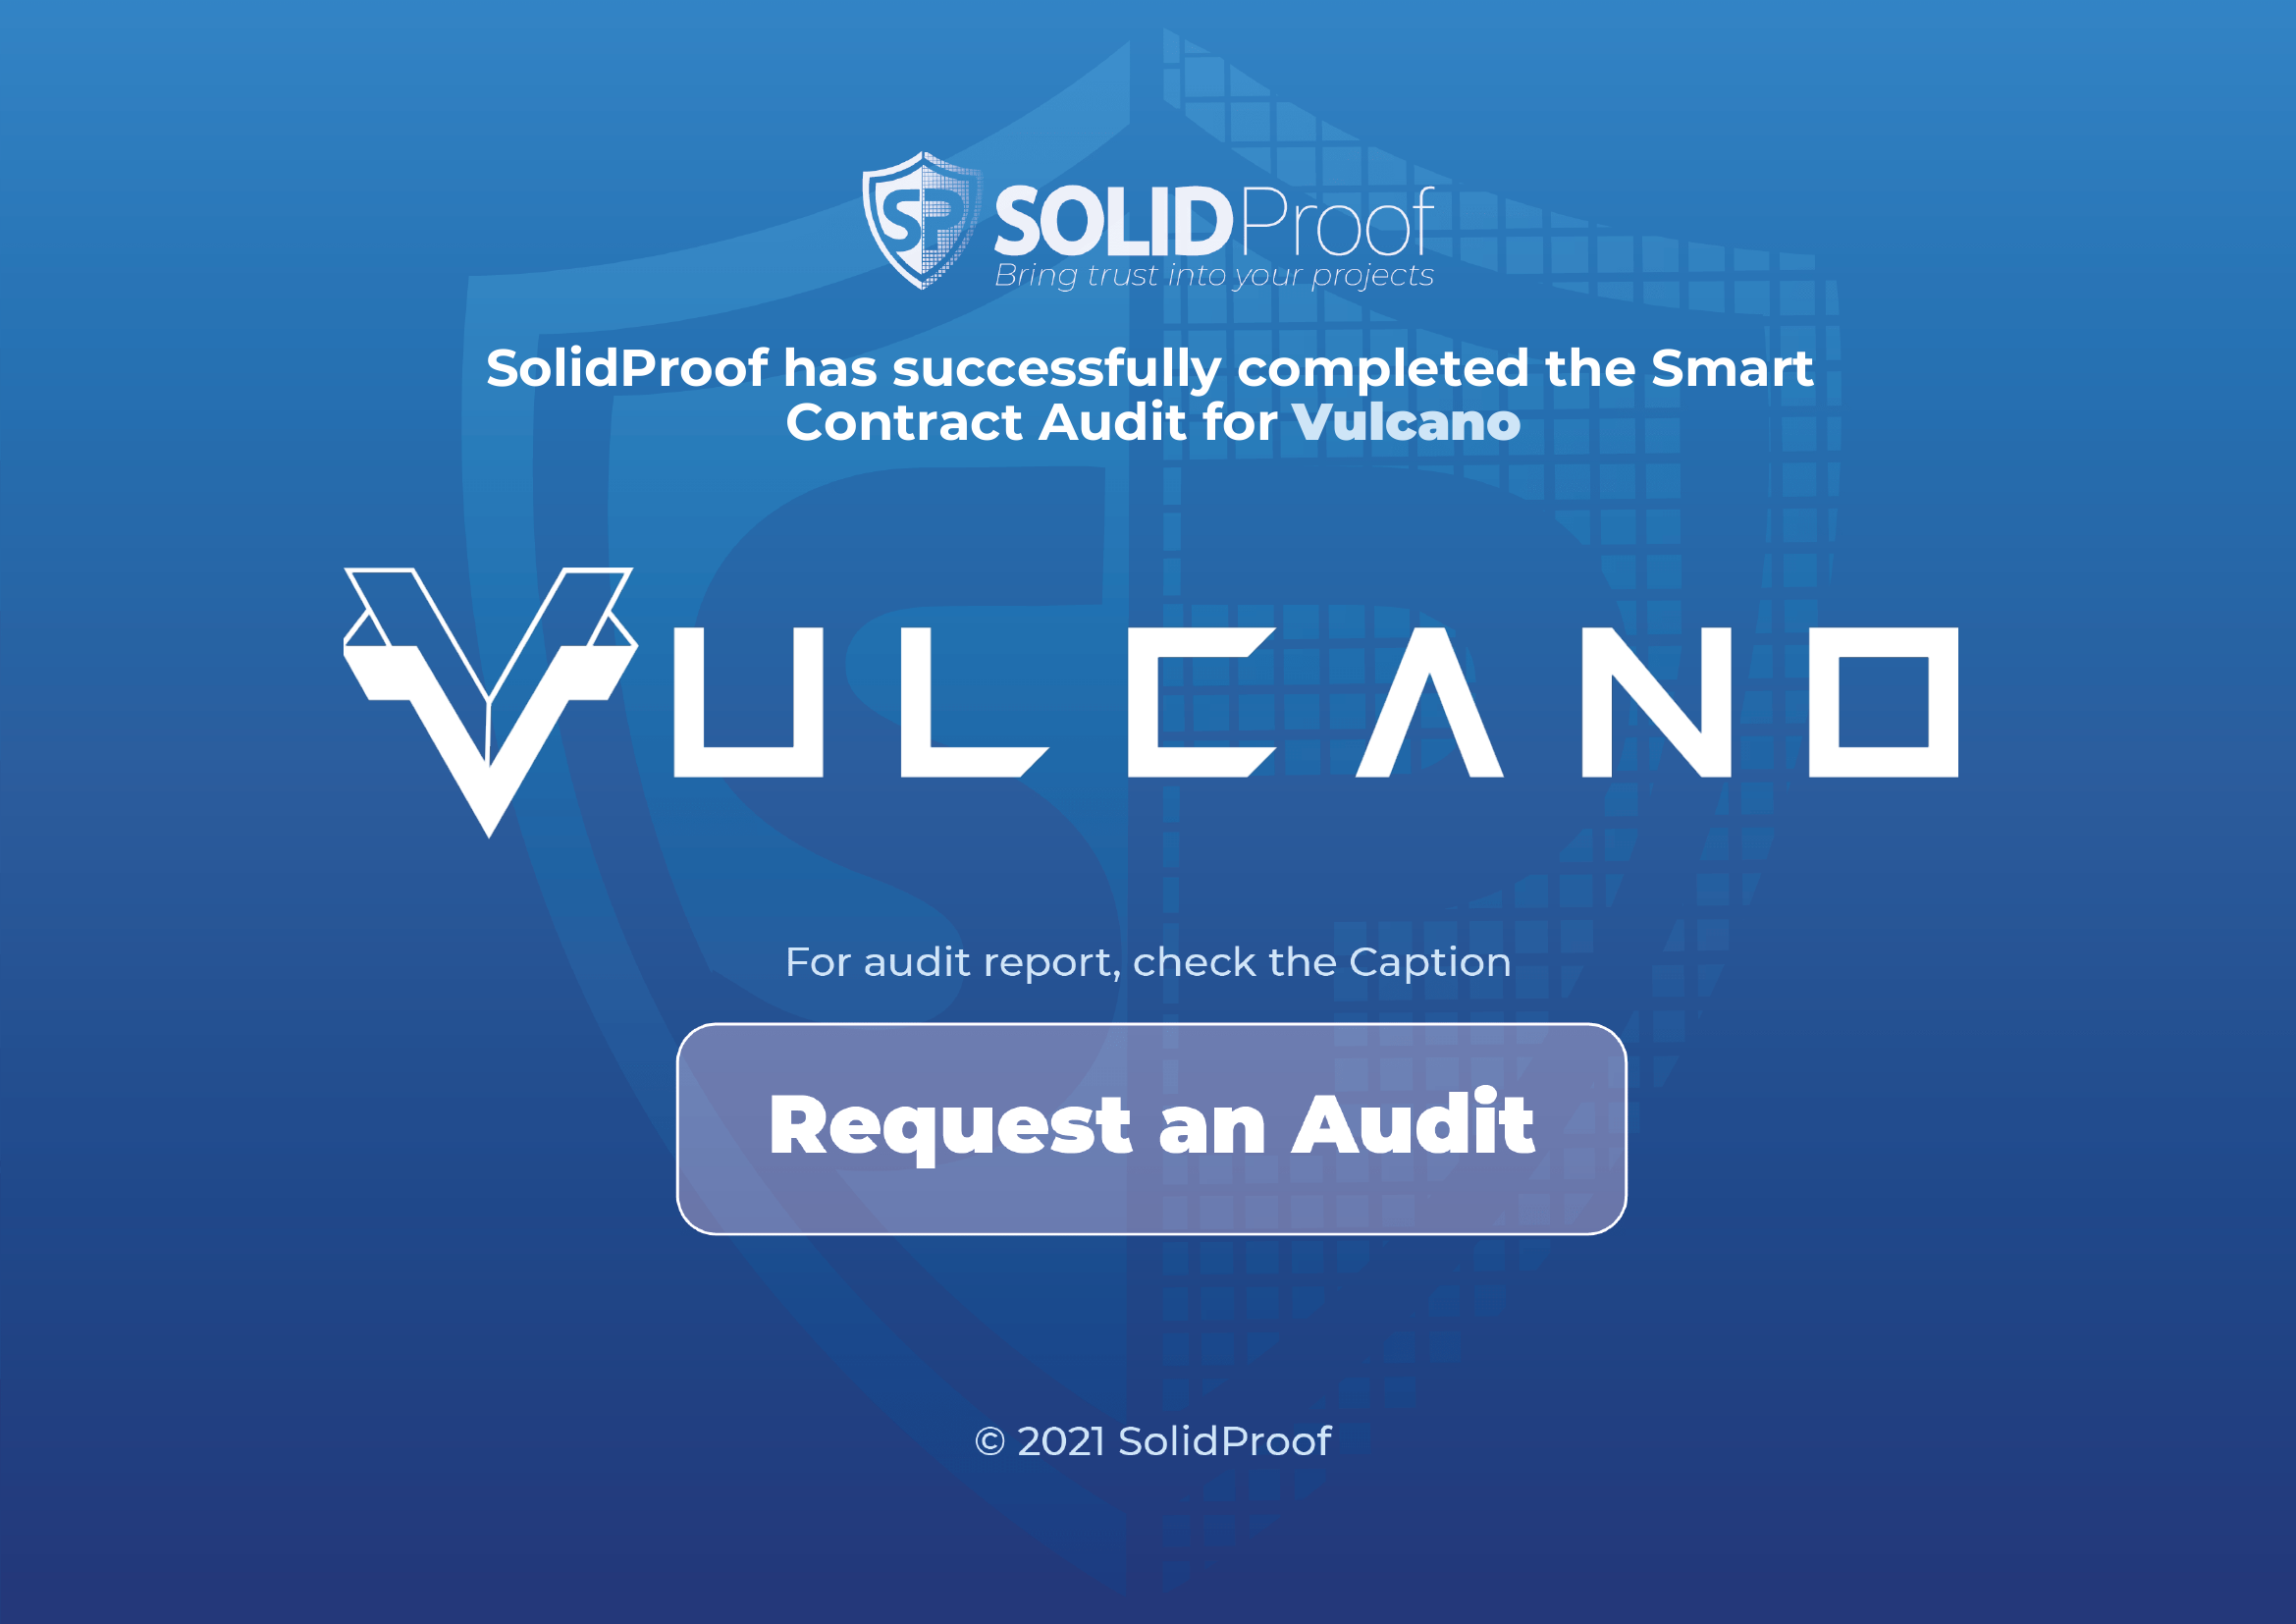 SP SOLIDProof
Bring trust into your projects
SolidProof has successfully completed the Smart
Contract Audit for Vulcano
VULCANO
For audit report, check the Caption
Request an Audit
© 2021 SolidProof